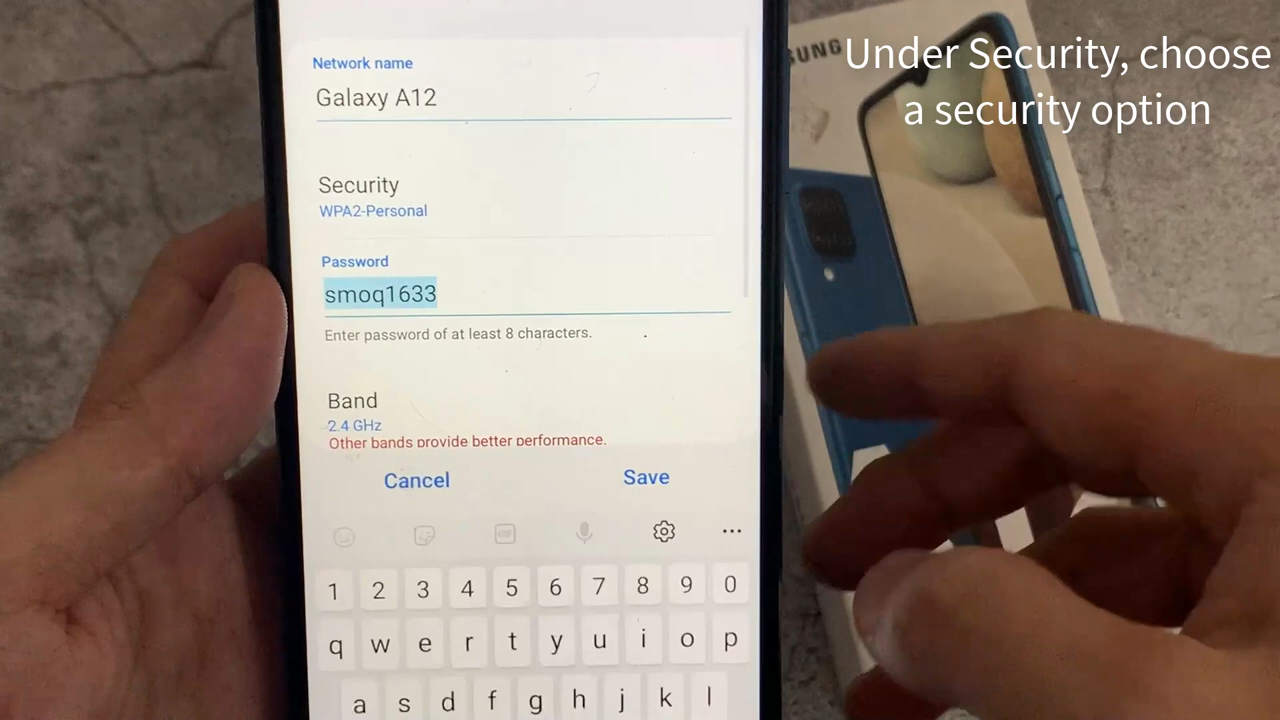 Under Security, choose
a security option
SUNG
Network name
Galaxy A12
Security
WPA2-Personal
Password
smoq1633
Enter password of at least 8 characters.
Band
2.4 GHz
Other bands provide better performance.
Cancel
Save
GIF
1 2 3 4 5 6 7 8 9 0
q w e r t y u i o p
a s d f g h j k l